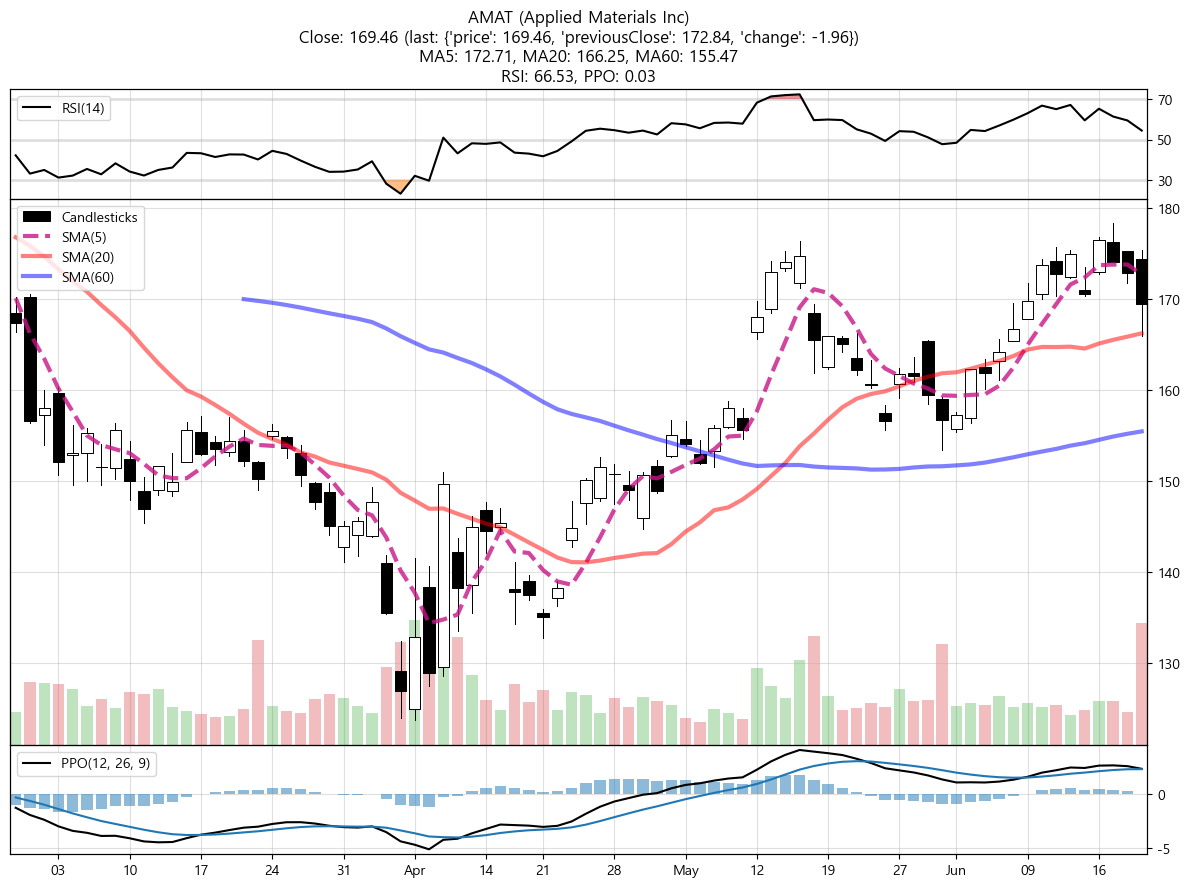 AMAT (Applied Materials Inc)
Close: 169.46 (last: {'price': 169.46, 'previousClose': 172.84, 'change': -1.96})
MA5: 172.71, MA20: 166.25, MA60: 155.47
RSI: 66.53, PPO: 0.03
RSI(14)
70
50
30
Candlesticks
SMA(5)
SMA(20)
SMA(60)
180
170
160
150
140
130
PPO(12, 26, 9)
0
-5
03 10 17 24 31 Apr 14 21 28 May 12 19 27 Jun 09 16